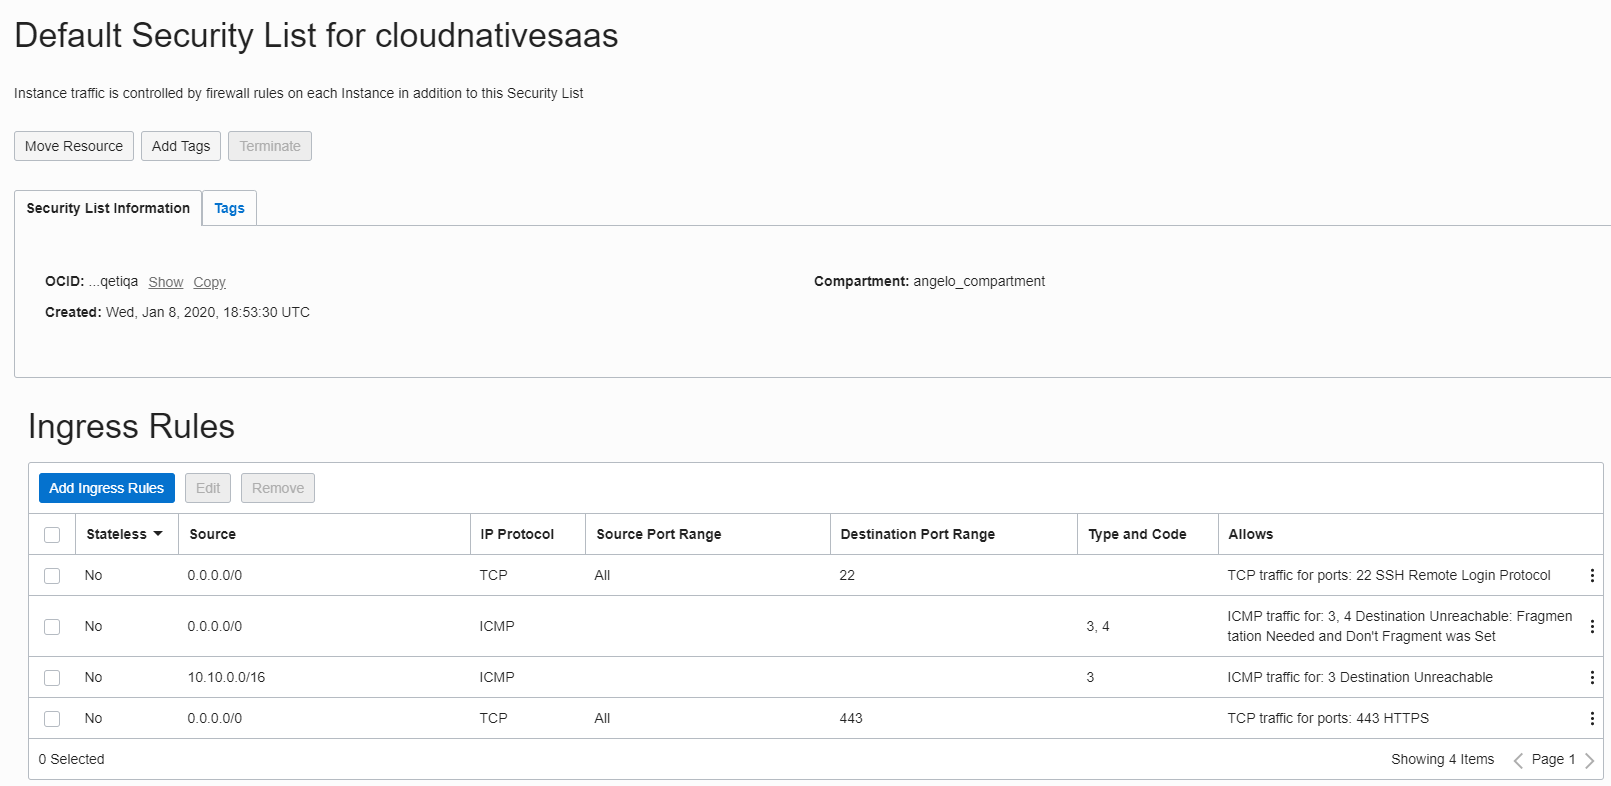 Default Security List for cloudnativesaas
Instance traffic is controlled by firewall rules on each Instance in addition to this Security List
Move Resource Add Tags Terminate
Security List Information Tags
OCID: ...qetiqa Show Copy Compartment: angelo_compartment
Created: Wed, Jan 8, 2020, 18:53:30 UTC
Ingress Rules
Add Ingress Rules Edit Remove
Stateless Source IP Protocol Source Port Range Destination Port Range Type and Code Allows
No 0.0.0.0/0 TCP All 22 TCP traffic for ports: 22 SSH Remote Login Protocol
No 0.0.0.0/0 ICMP 3, 4 ICMP traffic for: 3, 4 Destination Unreachable: Fragmen
tation Needed and Don't Fragment was Set
No 10.10.0.0/16 ICMP 3 ICMP traffic for: 3 Destination Unreachable
No 0.0.0.0/0 TCP All 443 TCP traffic for ports: 443 HTTPS
0 Selected Showing 4 Items Page 1